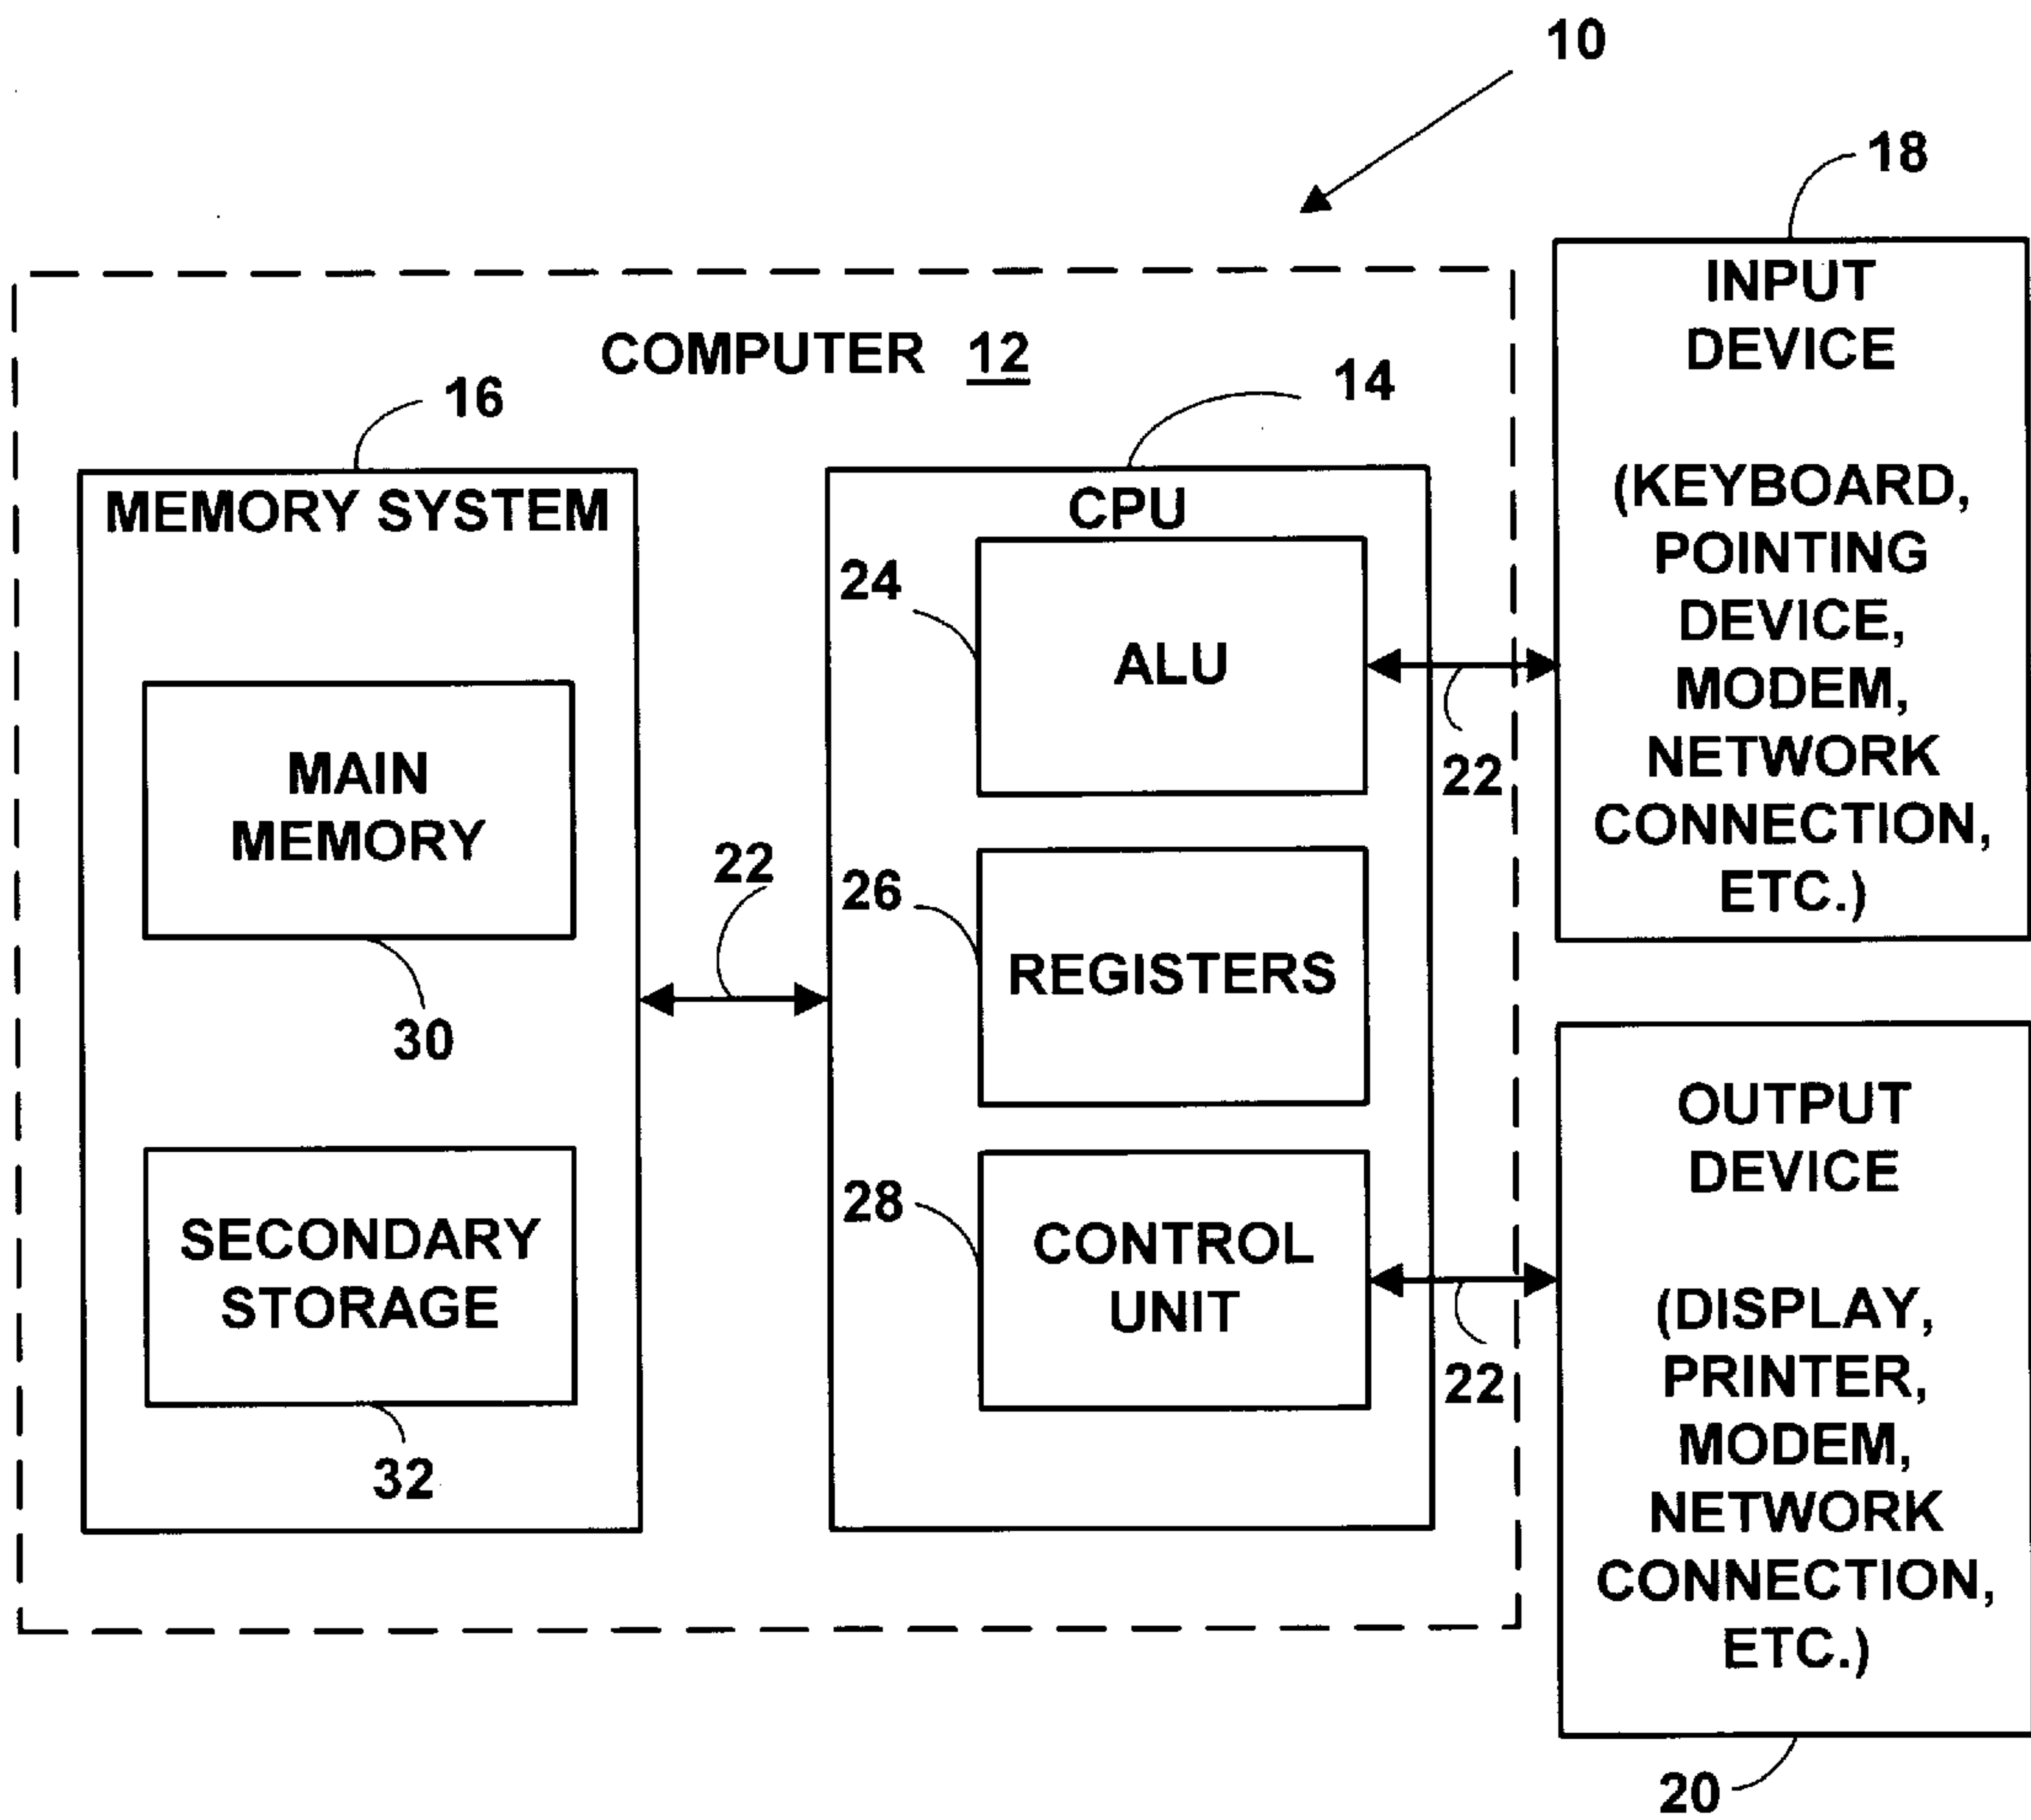 10
18
COMPUTER 12
16
14
MEMORY SYSTEM
MAIN
MEMORY
30
SECONDARY
STORAGE
32
22
CPU
24
ALU
26
REGISTERS
28
CONTROL
UNIT
22
22
INPUT
DEVICE
(KEYBOARD,
POINTING
DEVICE,
MODEM,
NETWORK
CONNECTION,
ETC.)
OUTPUT
DEVICE
(DISPLAY,
PRINTER,
MODEM,
NETWORK
CONNECTION,
ETC.)
20